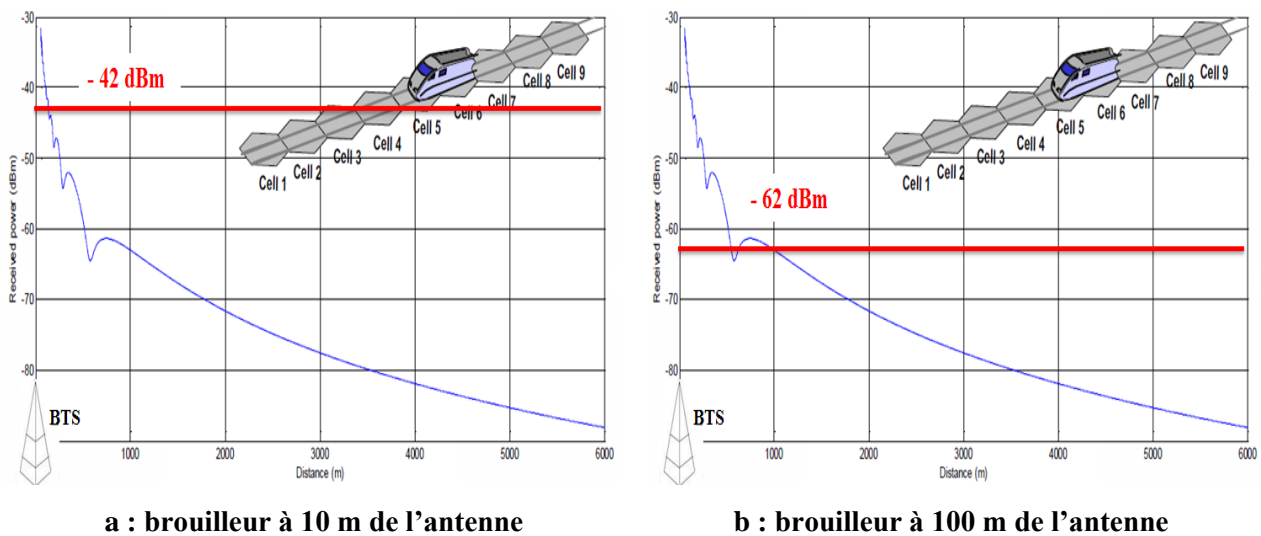 -30
-40
-50
-60
-70
-80
Received power (dBm)
- 42 dBm
Cell 1
Cell 2
Cell 3
Cell 4
Cell 5
Cell 6
Cell 7
Cell 8
Cell 9
BTS
1000 2000 3000 4000 5000 6000
Distance (m)
a : brouilleur à 10 m de l’antenne
-30
-40
-50
-60
-70
-80
Received power (dBm)
- 62 dBm
Cell 1
Cell 2
Cell 3
Cell 4
Cell 5
Cell 6
Cell 7
Cell 8
Cell 9
BTS
1000 2000 3000 4000 5000 6000
Distance (m)
b : brouilleur à 100 m de l’antenne